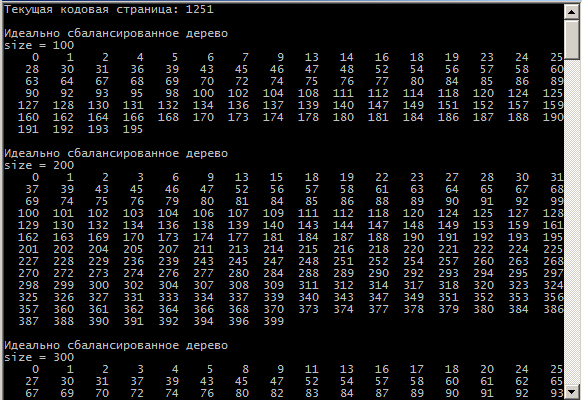 Текущая кодовая страница: 1251
Идеально сбалансированное дерево
size = 100
0 1 2 4 5 6 7 9 13 14 16 18 19 23 24 25
28 30 31 36 39 43 45 46 47 48 52 54 56 57 58 60
63 64 67 68 69 70 72 74 75 76 77 80 84 85 86 89
90 92 93 95 98 100 102 104 108 111 112 114 118 120 124 125
127 128 130 131 132 134 136 137 139 140 147 149 151 152 157 159
160 162 164 166 168 170 173 174 178 180 181 184 186 187 188 190
191 192 193 195
Идеально сбалансированное дерево
size = 200
0 1 2 3 6 9 13 15 18 19 22 23 27 28 30 31
37 39 43 45 46 47 52 56 57 58 61 63 64 65 67 68
69 74 75 76 79 80 81 84 85 86 88 89 90 91 92 99
100 101 102 103 104 106 107 109 111 112 118 120 124 125 127 128
129 130 132 134 136 138 139 140 143 144 147 148 149 153 159 161
162 163 169 170 173 174 177 181 184 187 188 190 191 192 193 195
201 202 204 205 207 211 213 214 215 216 218 220 221 222 224 225
227 228 229 236 239 243 245 247 248 251 252 254 257 260 263 268
270 272 273 274 276 277 280 284 288 289 290 292 293 294 295 297
298 299 300 302 304 307 308 309 311 312 314 317 318 320 323 324
325 326 327 331 333 334 337 339 340 343 347 349 351 352 353 356
357 360 361 362 364 366 368 370 373 374 377 378 379 380 384 386
387 388 390 391 392 394 396 399
Идеально сбалансированное дерево
size = 300
0 1 2 3 4 5 8 9 11 13 16 17 18 20 24 25
27 30 31 37 39 43 45 47 52 54 57 58 60 61 62 65
67 69 70 72 74 76 80 82 83 84 87 89 90 91 92 93